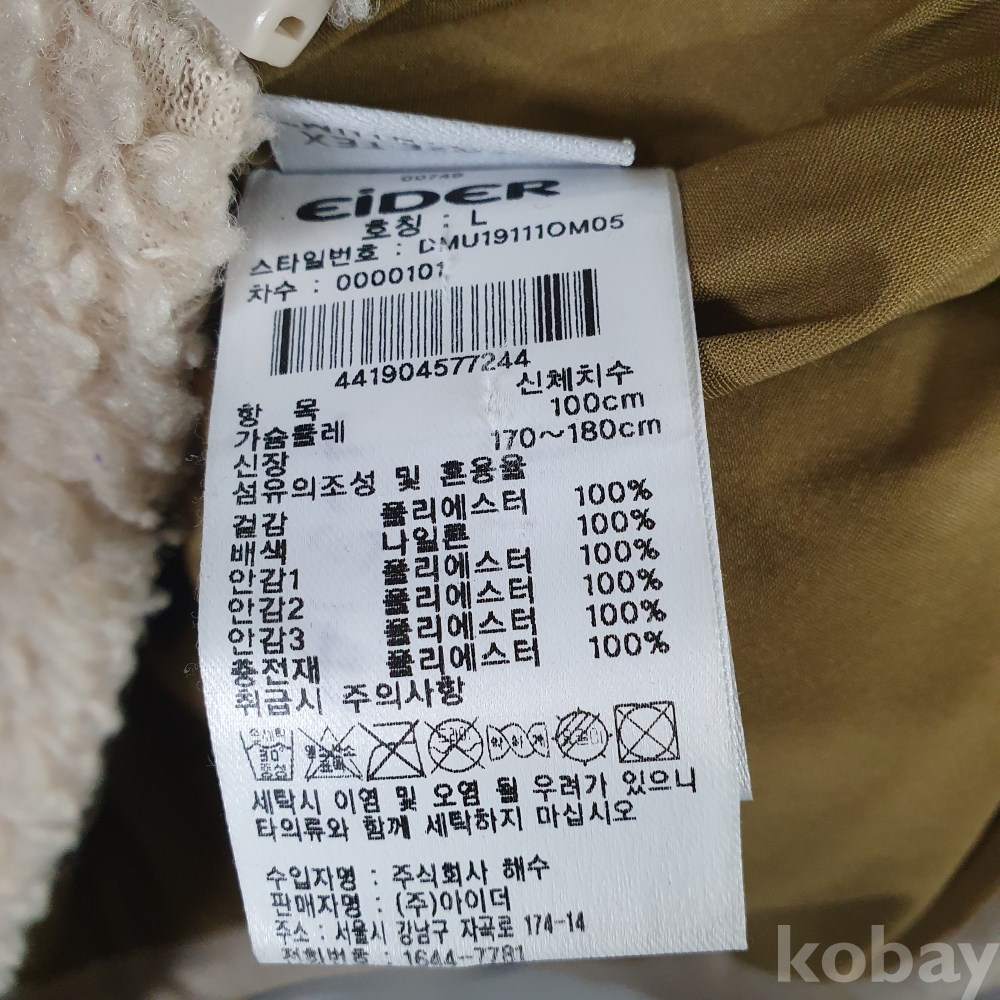 00749
EiDER
호칭 : L
스타일번호 : DMU19111OM05
차수 : 0000101
441904577244
항 목 신체치수
가슴둘레 100cm
신장 170~180cm
섬유의조성 및 혼용율
겉감 폴리에스터 100%
배색 나일론 100%
안감1 폴리에스터 100%
안감2 폴리에스터 100%
안감3 폴리에스터 100%
충전재 폴리에스터 100%
취급시 주의사항
세탁시 이염 및 오염 될 우려가 있으니
타의류와 함께 세탁하지 마십시오
수입자명 : 주식회사 해수
판매자명 : (주)아이더
주소 : 서울시 강남구 자곡로 174-14
전화번호 : 1644-7781
kobay